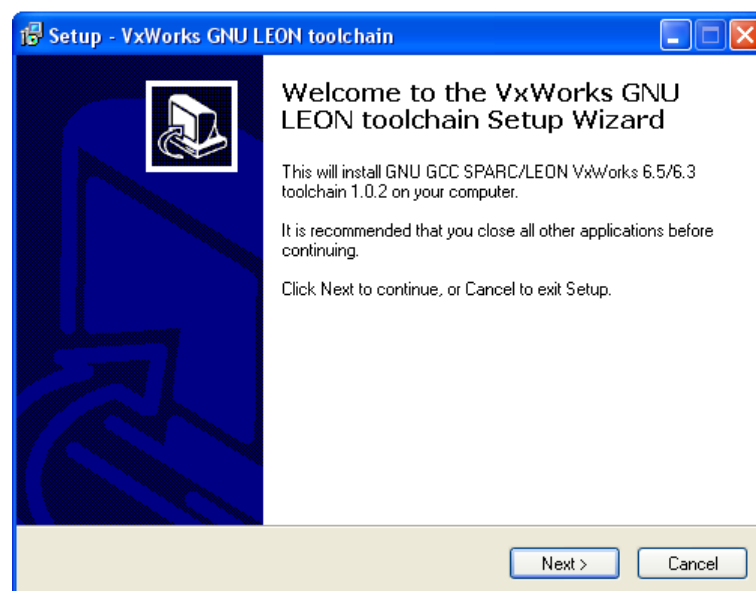 Setup - VxWorks GNU LEON toolchain
Welcome to the VxWorks GNU
LEON toolchain Setup Wizard
This will install GNU GCC SPARC/LEON VxWorks 6.5/6.3
toolchain 1.0.2 on your computer.
It is recommended that you close all other applications before
continuing.
Click Next to continue, or Cancel to exit Setup.
Next >
Cancel